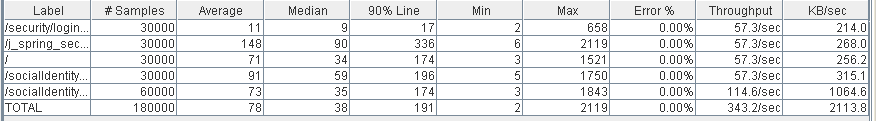 Label # Samples Average Median 90% Line Min Max Error % Throughput KB/sec
/security/login... 30000 11 9 17 2 658 0.00% 57.3/sec 214.0
/j_spring_sec... 30000 148 90 336 6 2119 0.00% 57.3/sec 268.0
/ 30000 71 34 174 3 1521 0.00% 57.3/sec 256.2
/socialIdentity... 30000 91 59 196 5 1750 0.00% 57.3/sec 315.1
/socialIdentity... 60000 73 35 174 3 1843 0.00% 114.6/sec 1064.6
TOTAL 180000 78 38 191 2 2119 0.00% 343.2/sec 2113.8